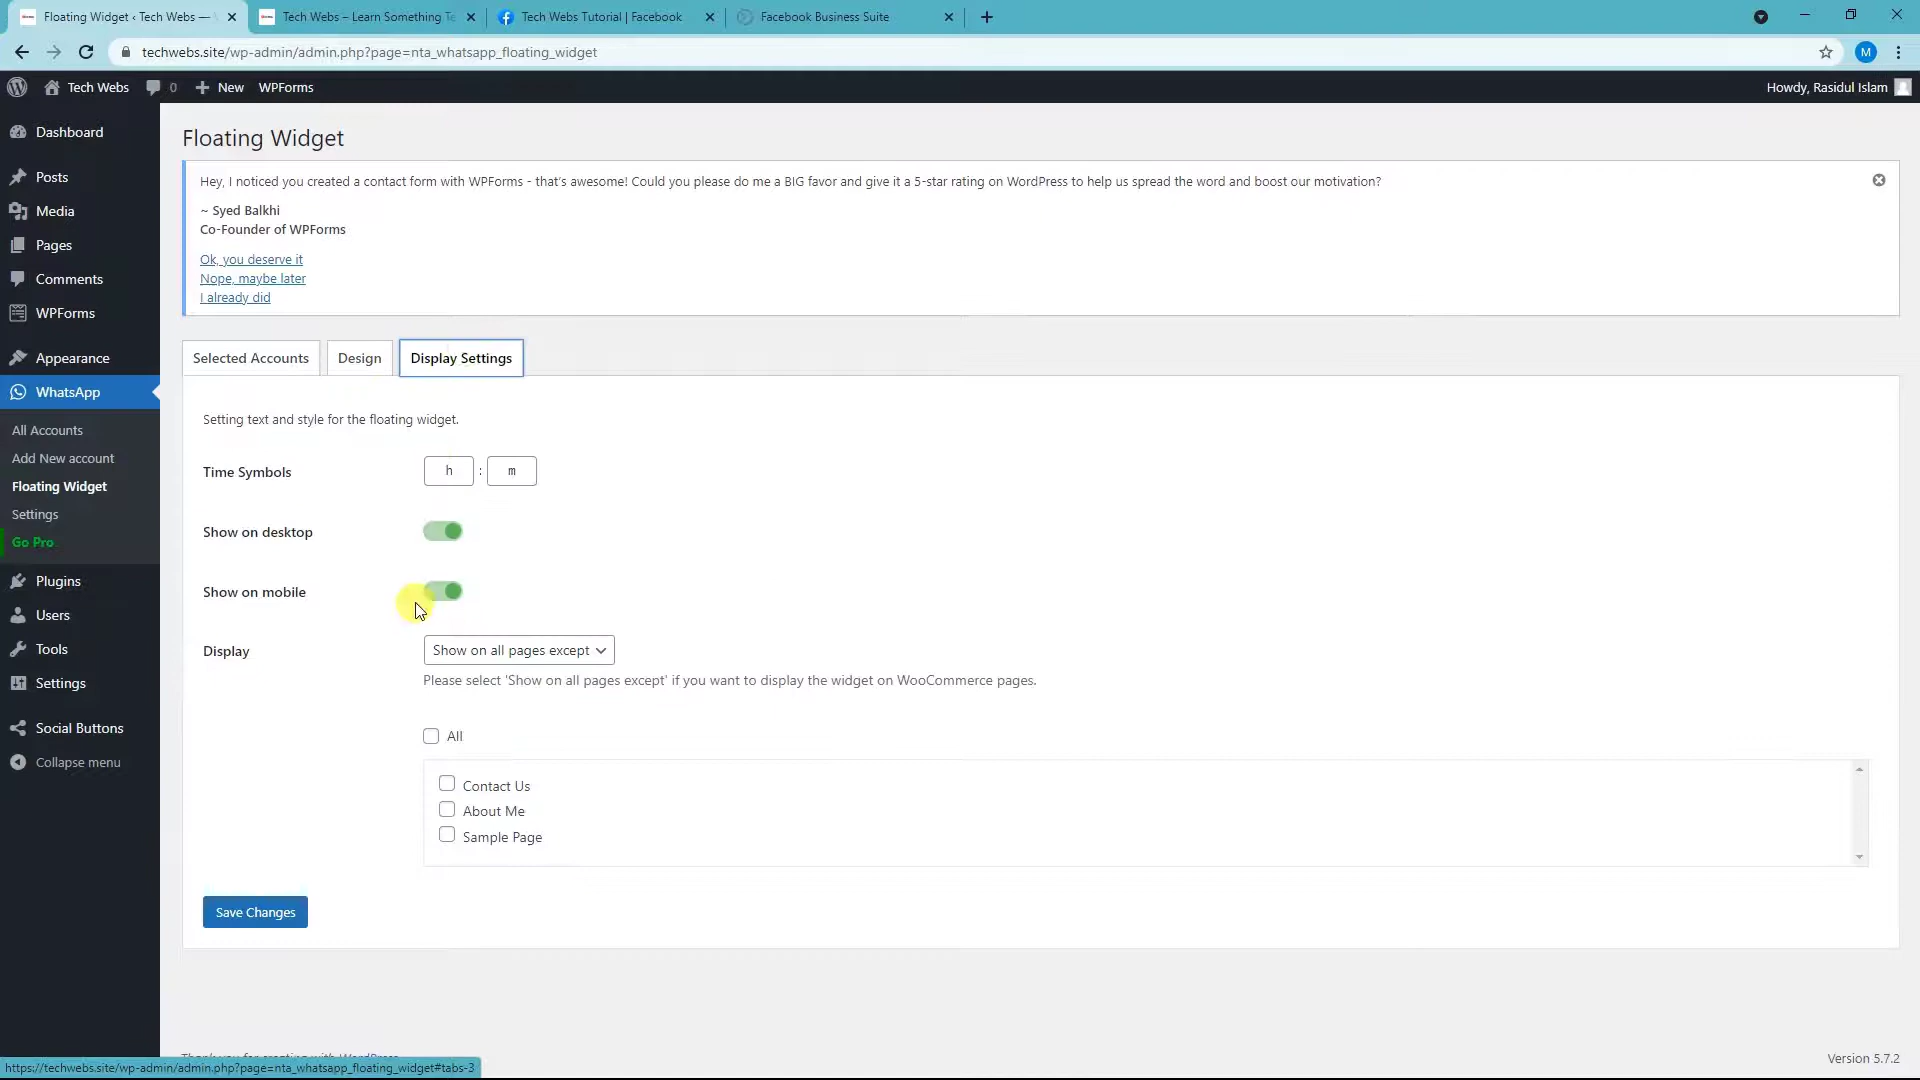 Floating Widget ‹ Tech Webs —
Tech Webs – Learn Something Te
Tech Webs Tutorial | Facebook
Facebook Business Suite
techwebs.site/wp-admin/admin.php?page=nta_whatsapp_floating_widget
M
Tech Webs
0
New
WPForms
Howdy, Rasidul Islam
Dashboard
Posts
Media
Pages
Comments
WPForms
Appearance
WhatsApp
All Accounts
Add New account
Floating Widget
Settings
Go Pro
Plugins
Users
Tools
Settings
Social Buttons
Collapse menu
Floating Widget
Hey, I noticed you created a contact form with WPForms - that's awesome! Could you please do me a BIG favor and give it a 5-star rating on WordPress to help us spread the word and boost our motivation?
~ Syed Balkhi
Co-Founder of WPForms
Ok, you deserve it
Nope, maybe later
I already did
Selected Accounts
Design
Display Settings
Setting text and style for the floating widget.
Time Symbols
h : m
Show on desktop
Show on mobile
Display
Show on all pages except
Please select 'Show on all pages except' if you want to display the widget on WooCommerce pages.
All
Contact Us
About Me
Sample Page
Save Changes
Thank you for creating with WordPress.
Version 5.7.2
https://techwebs.site/wp-admin/admin.php?page=nta_whatsapp_floating_widget#tabs-3